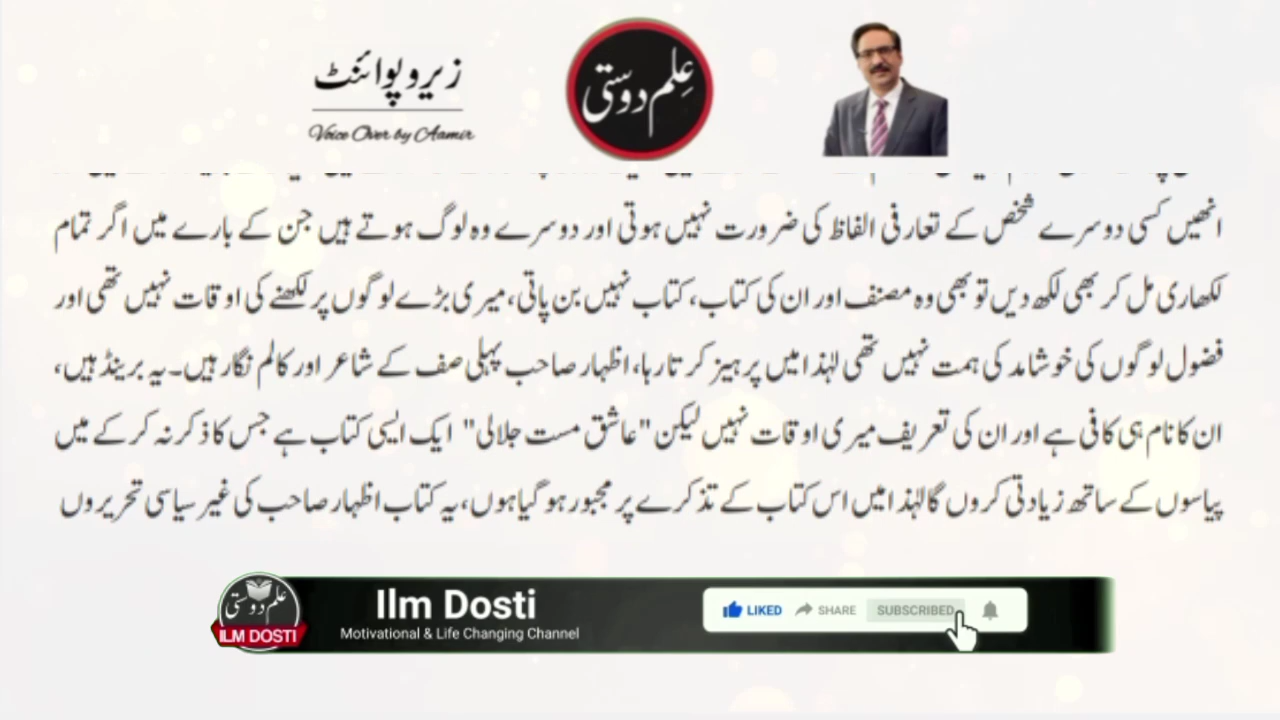 زیرو پوائنٹ
Voice Over by Aamir
علم دوستی
انھیں کسی دوسرے شخص کے تعارفی الفاظ کی ضرورت نہیں ہوتی اور دوسرے وہ لوگ ہوتے ہیں جن کے بارے میں اگر تمام
لکھاری مل کر بھی لکھ دیں تو بھی وہ مصنف اور ان کی کتاب، کتاب نہیں بن پاتی، میری بڑے لوگوں پر لکھنے کی اوقات نہیں تھی اور
فضول لوگوں کی خوشامد کی ہمت نہیں تھی لہٰذا میں پرہیز کرتا رہا، اظہار صاحب پہلی صف کے شاعر اور کالم نگار ہیں۔ یہ برینڈ ہیں،
ان کا نام ہی کافی ہے اور ان کی تعریف میری اوقات نہیں لیکن "عاشق مست جلالی" ایک ایسی کتاب ہے جس کا ذکر نہ کر کے میں
پیاسوں کے ساتھ زیادتی کروں گا لہٰذا میں اس کتاب کے تذکرے پر مجبور ہو گیا ہوں، یہ کتاب اظہار صاحب کی غیر سیاسی تحریروں
علم دوستی
ILM DOSTI
Ilm Dosti
Motivational & Life Changing Channel
LIKED SHARE SUBSCRIBED